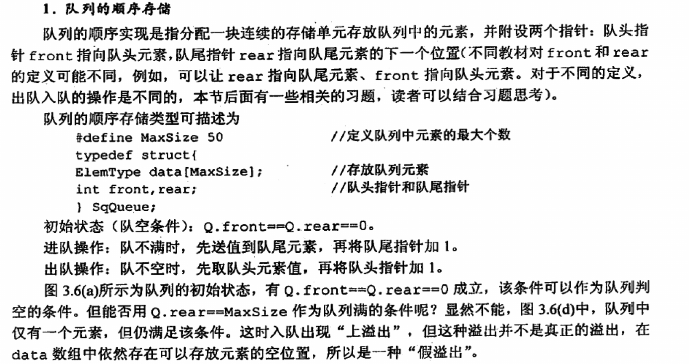 1．队列的顺序存储
队列的顺序实现是指分配一块连续的存储单元存放队列中的元素，并附设两个指针：队头指
针 front 指向队头元素，队尾指针 rear 指向队尾元素的下一个位置（不同教材对 front 和 rear
的定义可能不同，例如，可以让 rear 指向队尾元素、front 指向队头元素。对于不同的定义，
出队入队的操作是不同的，本节后面有一些相关的习题，读者可以结合习题思考）。
队列的顺序存储类型可描述为
#define MaxSize 50 //定义队列中元素的最大个数
typedef struct{
ElemType data[MaxSize]; //存放队列元素
int front,rear; //队头指针和队尾指针
} SqQueue;
初始状态（队空条件）：Q.front==Q.rear==0。
进队操作：队不满时，先送值到队尾元素，再将队尾指针加 1。
出队操作：队不空时，先取队头元素值，再将队头指针加 1。
图 3.6(a)所示为队列的初始状态，有 Q.front==Q.rear==0 成立，该条件可以作为队列判
空的条件。但能否用 Q.rear==MaxSize 作为队列满的条件呢？显然不能，图 3.6(d)中，队列中
仅有一个元素，但仍满足该条件。这时入队出现“上溢出”，但这种溢出并不是真正的溢出，在
data 数组中依然存在可以存放元素的空位置，所以是一种“假溢出”。